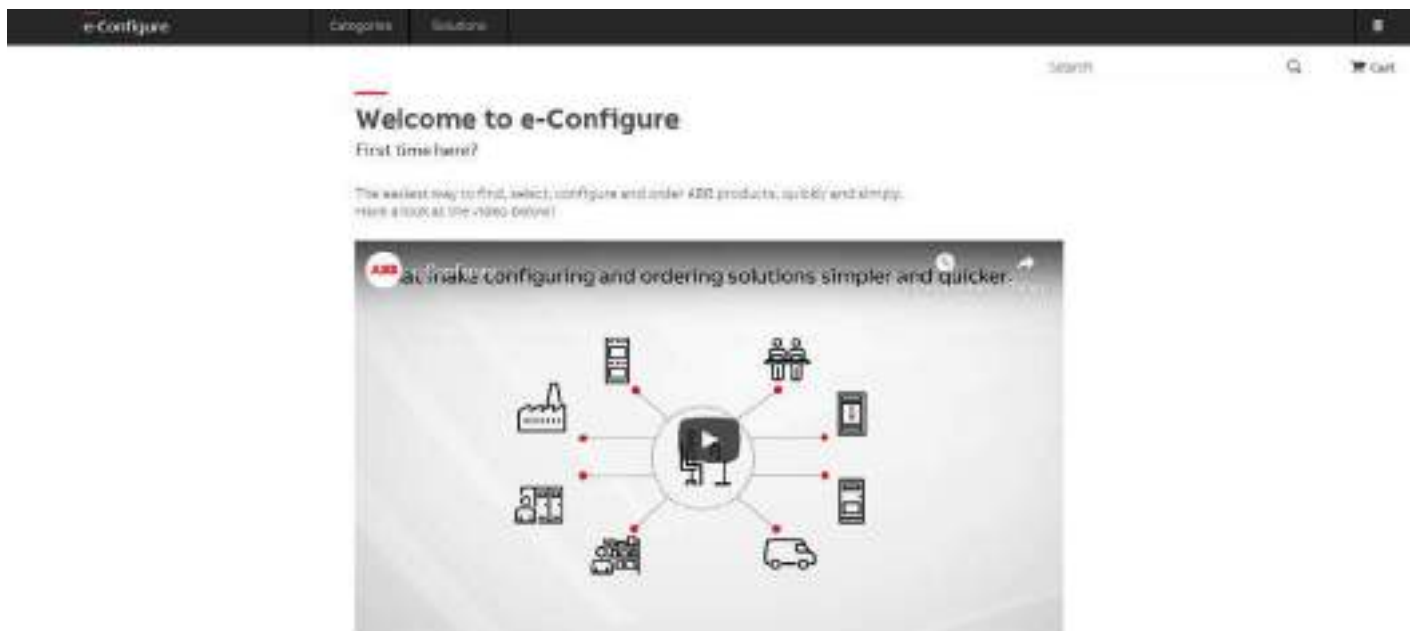 e-Configure
Categories Solutions
Search
Cart
Welcome to e-Configure
First time here?
The easiest way to find, select, configure and order ABB products, quickly and simply.
Have a look at the video below!
ABB
make configuring and ordering solutions simpler and quicker.